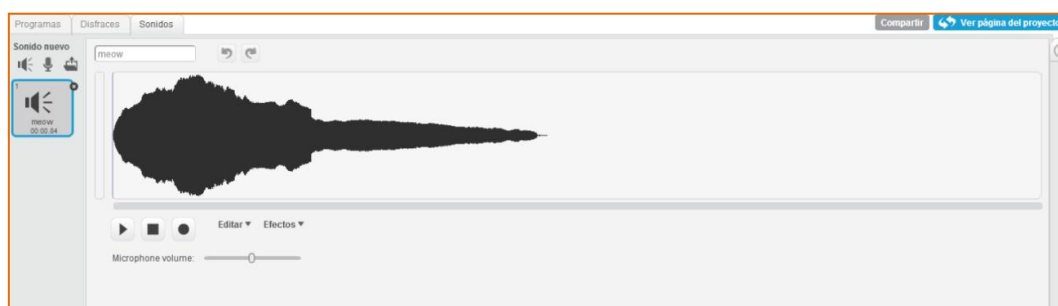 Programas Disfraces Sonidos Compartir Ver página del proyecto
Sonido nuevo
meow
1
meow
00:00.84
Editar Efectos
Microphone volume: